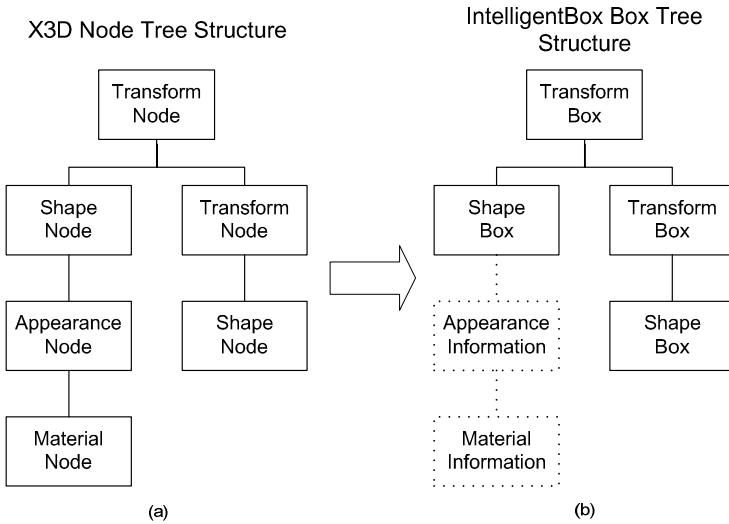 X3D Node Tree Structure
Transform
Node
Shape
Node
Transform
Node
Appearance
Node
Shape
Node
Material
Node
(a)
IntelligentBox Box Tree
Structure
Transform
Box
Shape
Box
Transform
Box
Appearance
Information
Shape
Box
Material
Information
(b)